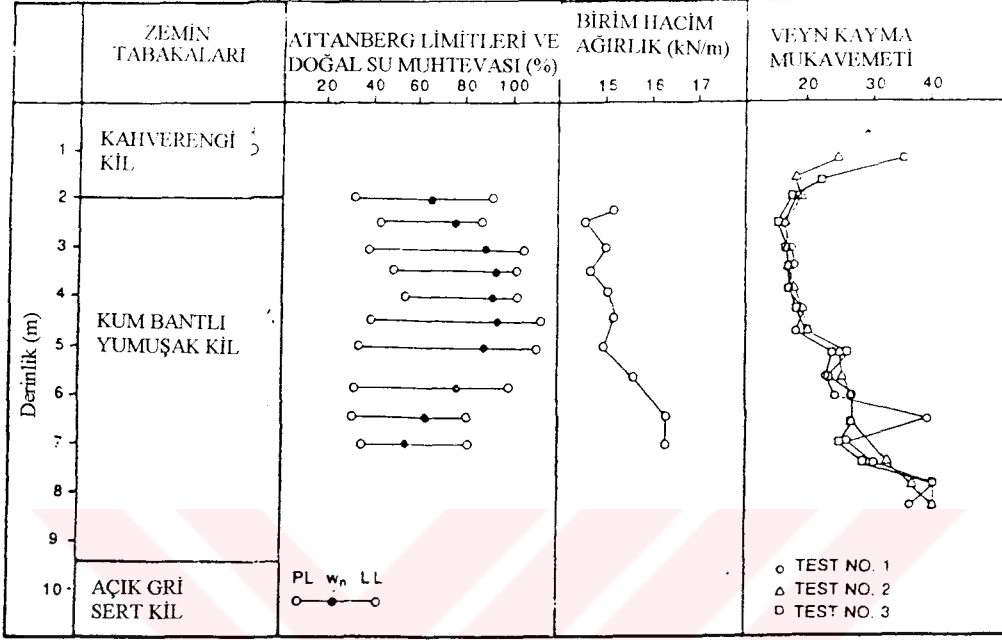 ZEMİN
TABAKALARI
ATTANBERG LİMİTLERİ VE
DOĞAL SU MUHTEVASI (%)
20 40 60 80 100
BİRİM HACİM
AĞIRLIK (kN/m)
15 16 17
VEYN KAYMA
MUKAVEMETİ
20 30 40
Derinlik (m)
1
2
3
4
5
6
7
8
9
10
KAHVERENGİ
KİL
KUM BANTLI
YUMUŞAK KİL
AÇIK GRİ
SERT KİL
PL wn LL
TEST NO. 1
TEST NO. 2
TEST NO. 3